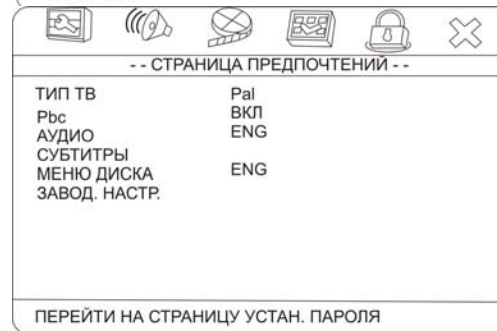 - - СТРАНИЦА ПРЕДПОЧТЕНИЙ - -
ТИП ТВ Pal
Pbc ВКЛ
АУДИО ENG
СУБТИТРЫ
МЕНЮ ДИСКА ENG
ЗАВОД. НАСТР.
ПЕРЕЙТИ НА СТРАНИЦУ УСТАН. ПАРОЛЯ